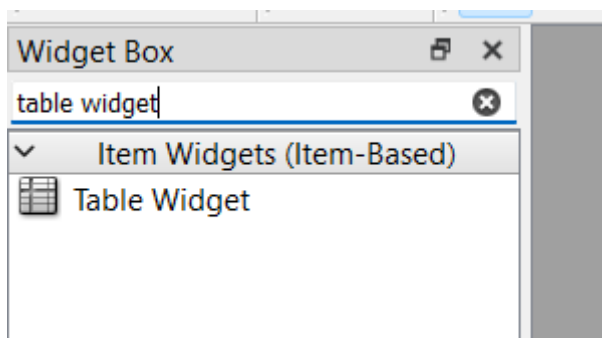 Widget Box
table widget
Item Widgets (Item-Based)
Table Widget